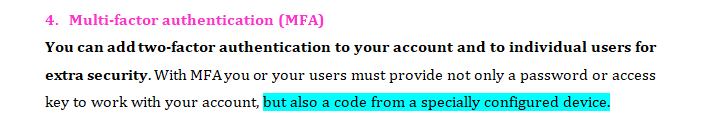 4. Multi-factor authentication (MFA)
You can add two-factor authentication to your account and to individual users for
extra security. With MFA you or your users must provide not only a password or access
key to work with your account, but also a code from a specially configured device.